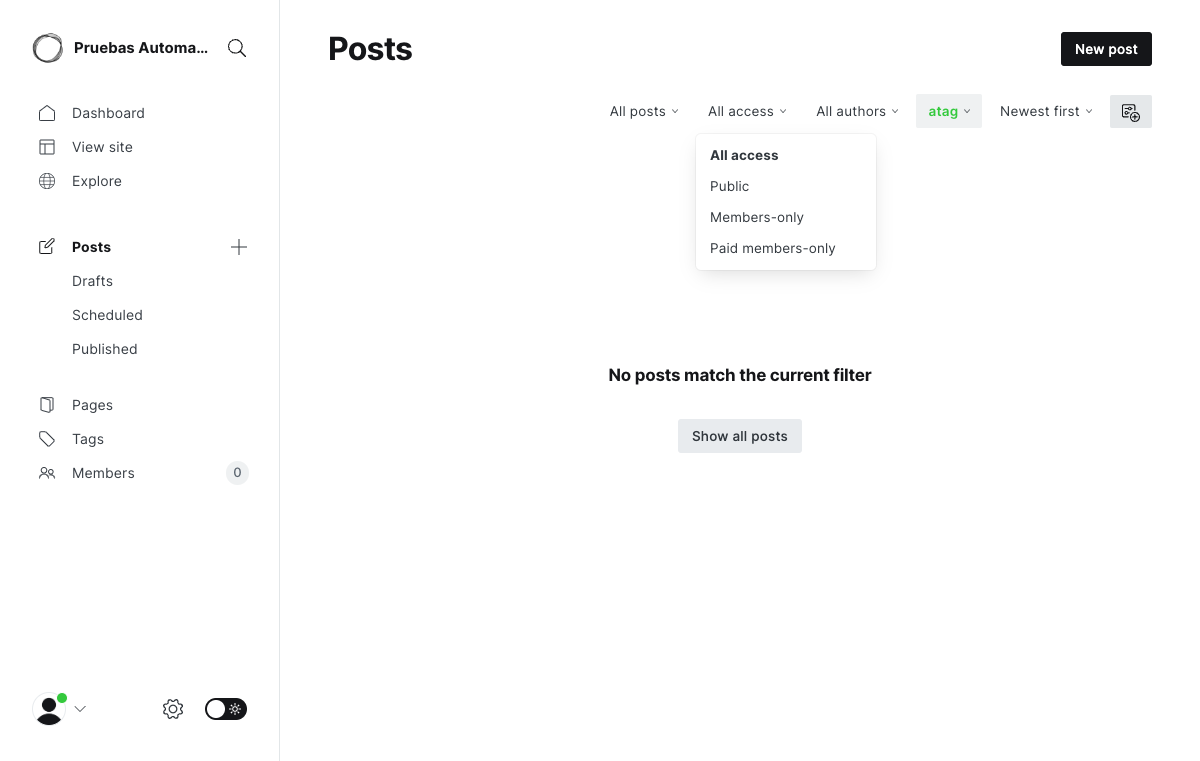 Pruebas Automa...
Dashboard
View site
Explore
Posts
Drafts
Scheduled
Published
Pages
Tags
Members 0
Posts
New post
All posts All access All authors atag Newest first
All access
Public
Members-only
Paid members-only
No posts match the current filter
Show all posts